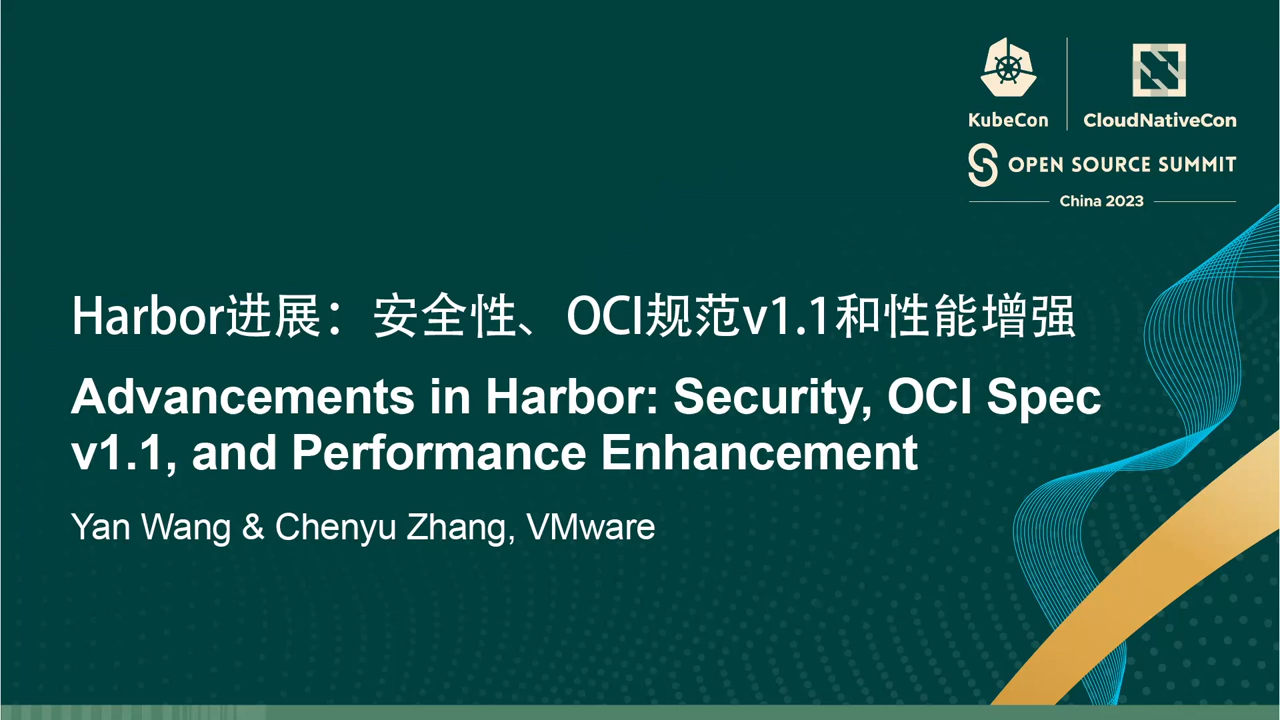 KubeCon
CloudNativeCon
OPEN SOURCE SUMMIT
China 2023
Harbor进展：安全性、OCI规范v1.1和性能增强
Advancements in Harbor: Security, OCI Spec
v1.1, and Performance Enhancement
Yan Wang & Chenyu Zhang, VMware